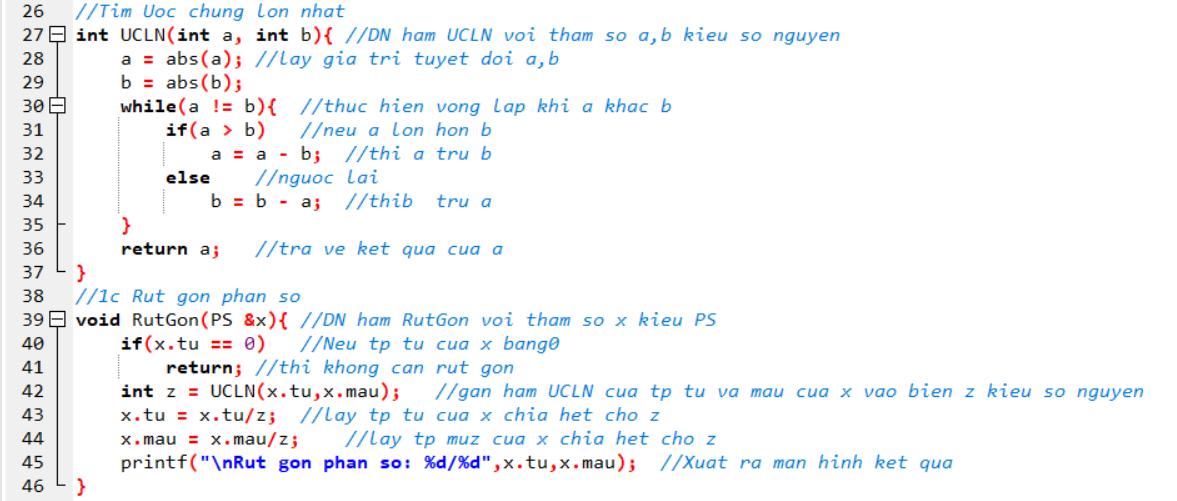 26 //Tim Uoc chung lon nhat
27 int UCLN(int a, int b){ //DN ham UCLN voi tham so a,b kieu so nguyen
28 a = abs(a); //lay gia tri tuyet doi a,b
29 b = abs(b);
30 while(a != b){ //thuc hien vong lap khi a khac b
31 if(a > b) //neu a lon hon b
32 a = a - b; //thi a tru b
33 else //nguoc lai
34 b = b - a; //thib tru a
35 }
36 return a; //tra ve ket qua cua a
37 }
38 //1c Rut gon phan so
39 void RutGon(PS &x){ //DN ham RutGon voi tham so x kieu PS
40 if(x.tu == 0) //Neu tp tu cua x bang0
41 return; //thi khong can rut gon
42 int z = UCLN(x.tu,x.mau); //gan ham UCLN cua tp tu va mau cua x vao bien z kieu so nguyen
43 x.tu = x.tu/z; //lay tp tu cua x chia het cho z
44 x.mau = x.mau/z; //lay tp muz cua x chia het cho z
45 printf("\nRut gon phan so: %d/%d",x.tu,x.mau); //Xuat ra man hinh ket qua
46 }